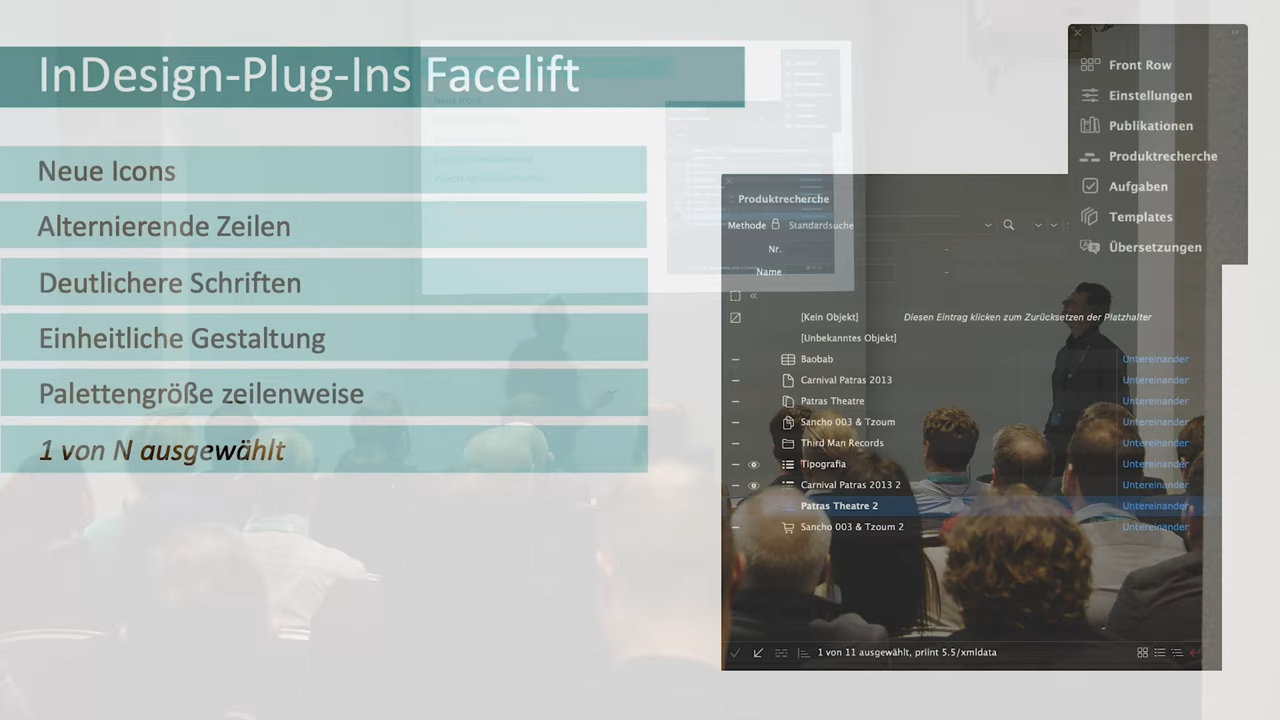 InDesign-Plug-Ins Facelift
Neue Icons
Alternierende Zeilen
Deutlichere Schriften
Einheitliche Gestaltung
Palettengröße zeilenweise
1 von N ausgewählt
Front Row
Einstellungen
Publikationen
Produktrecherche
Aufgaben
Templates
Übersetzungen
Produktrecherche
Methode Standardsuche
Nr.
Name
[Kein Objekt] Diesen Eintrag klicken zum Zurücksetzen der Platzhalter
[Unbekanntes Objekt]
Baobab Untereinander
Carnival Patras 2013 Untereinander
Patras Theatre Untereinander
Sancho 003 & Tzoum Untereinander
Third Man Records Untereinander
Tipografia Untereinander
Carnival Patras 2013 2 Untereinander
Patras Theatre 2 Untereinander
Sancho 003 & Tzoum 2 Untereinander
1 von 11 ausgewählt, priint 5.5/xmldata